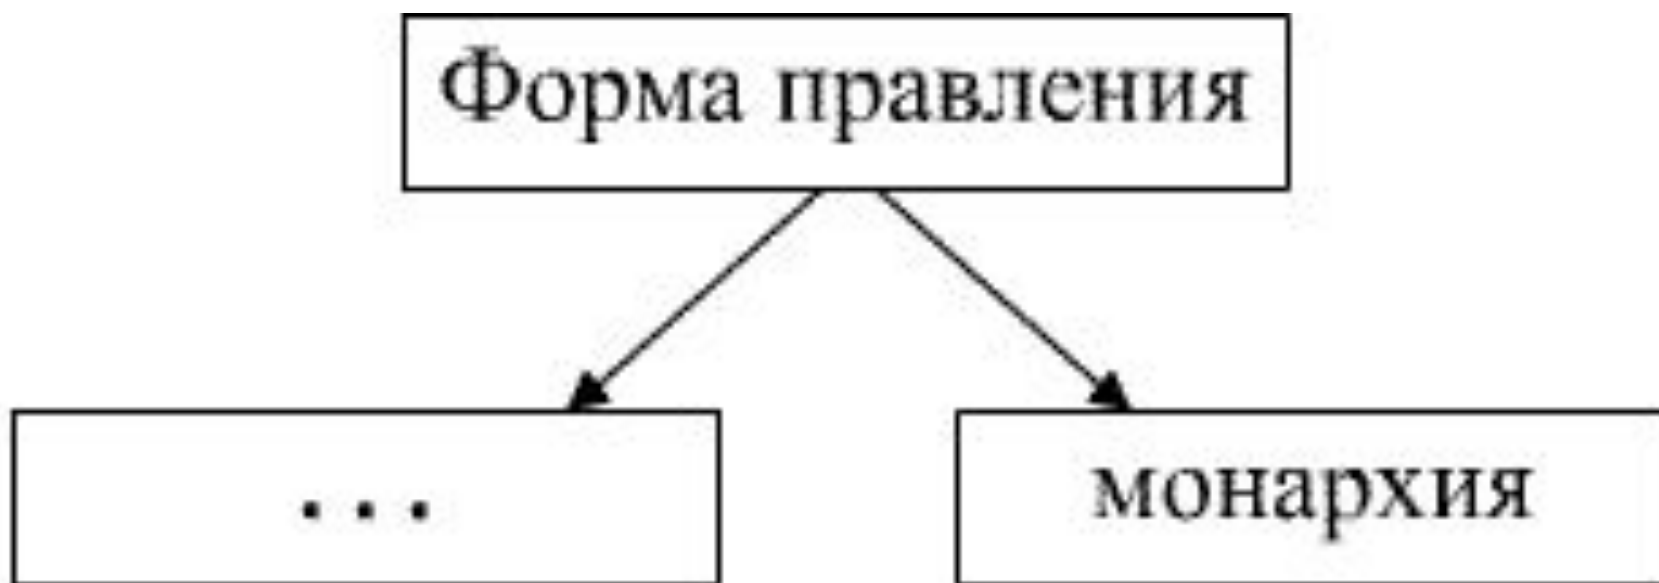 Форма правления
. . .
монархия